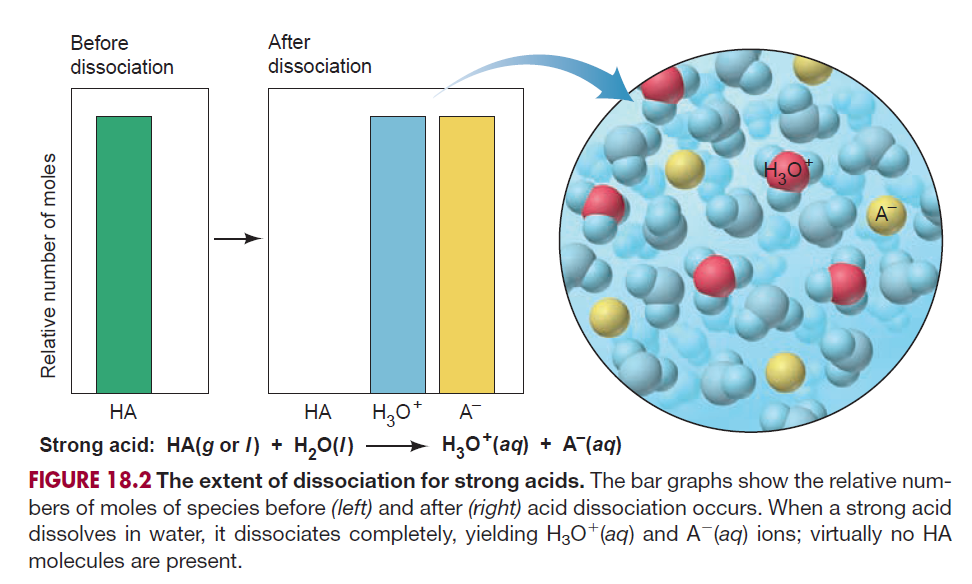 Before
dissociation
After
dissociation
Relative number of moles
HA
HA
H₃O⁺
A⁻
H₃O⁺
A⁻
Strong acid: HA(g or l) + H₂O(l) ⟶ H₃O⁺(aq) + A⁻(aq)
FIGURE 18.2 The extent of dissociation for strong acids. The bar graphs show the relative num-
bers of moles of species before (left) and after (right) acid dissociation occurs. When a strong acid
dissolves in water, it dissociates completely, yielding H₃O⁺(aq) and A⁻(aq) ions; virtually no HA
molecules are present.